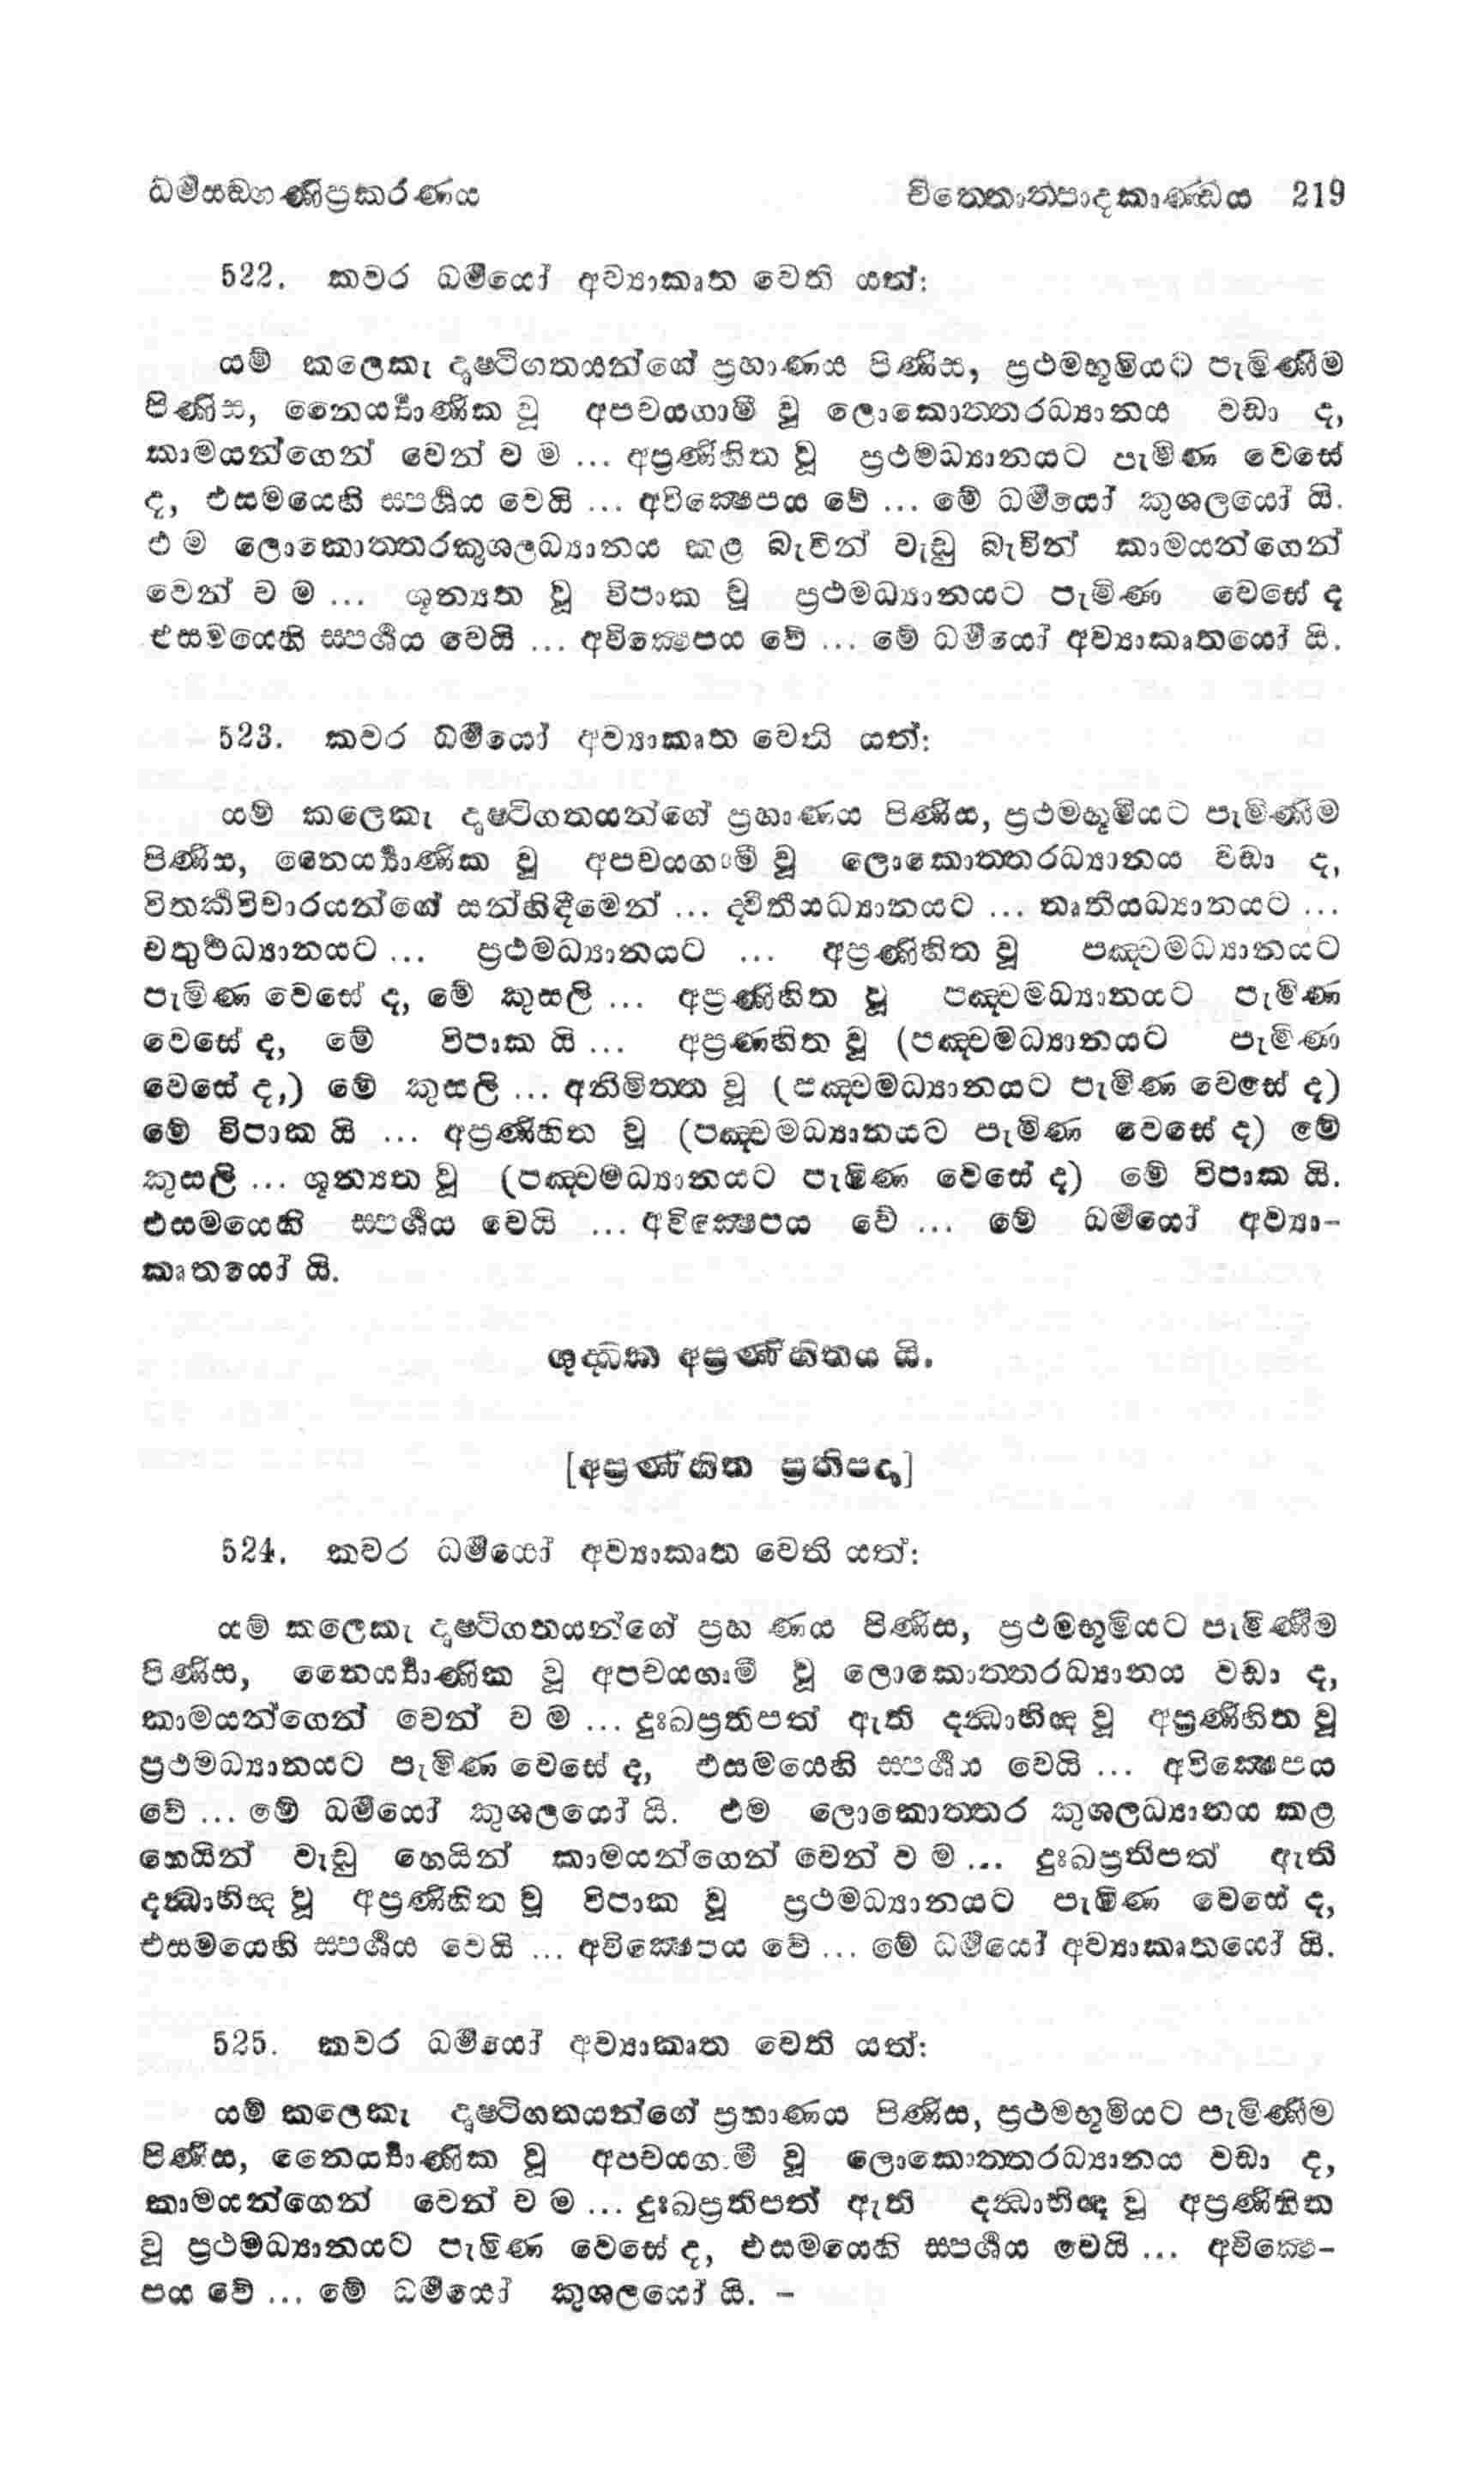 ධර්මසඞගණිප්‍රකරණය චිත්තොත්පාදකාණ්ඩය 219
522. කවර ධර්මයෝ අව්‍යාකෘත වෙති යත්:
යම් කලෙකැ දෘෂ්ටිගතයන්ගේ ප්‍රහාණය පිණිස, ප්‍රථමභූමියට පැමිණීම
පිණිස, නෛර්‍ය්‍යාණික වූ අපචයගාමී වූ ලොකොත්තරධ්‍යානය වඩා ද,
කාමයන්ගෙන් වෙන් ව ම ... අප්‍රණිහිත වූ ප්‍රථමධ්‍යානයට පැමිණ වෙසේ
ද, එසමයෙහි ස්පර්ශය වෙයි ... අවික්ෂෙපය වේ ... මේ ධර්මයෝ කුශලයෝ යි.
එ ම ලොකොත්තරකුශලධ්‍යානය කළ බැවින් වැඩූ බැවින් කාමයන්ගෙන්
වෙන් ව ම ... ශූන්‍යත වූ විපාක වූ ප්‍රථමධ්‍යානයට පැමිණ වෙසේ ද
එසමයෙහි ස්පර්ශය වෙයි ... අවික්ෂෙපය වේ ... මේ ධර්මයෝ අව්‍යාකෘතයෝ යි.
523. කවර ධර්මයෝ අව්‍යාකෘත වෙති යත්:
යම් කලෙකැ දෘෂ්ටිගතයන්ගේ ප්‍රහාණය පිණිස, ප්‍රථමභූමියට පැමිණීම
පිණිස, නෛර්‍ය්‍යාණික වූ අපචයගාමී වූ ලොකොත්තරධ්‍යානය වඩා ද,
විතර්කවිචාරයන්ගේ සන්හිඳීමෙන් ... ද්විතීයධ්‍යානයට ... තෘතීයධ්‍යානයට ...
චතුර්ථධ්‍යානයට ... ප්‍රථමධ්‍යානයට ... අප්‍රණිහිත වූ පඤ්චමධ්‍යානයට
පැමිණ වෙසේ ද, මේ කුසලි ... අප්‍රණිහිත වූ පඤ්චමධ්‍යානයට පැමිණ
වෙසේ ද, මේ විපාක යි ... අප්‍රණහිත වූ (පඤ්චමධ්‍යානයට පැමිණ
වෙසේ ද,) මේ කුසලි ... අනිමිත්ත වූ (පඤ්චමධ්‍යානයට පැමිණ වෙසේ ද)
මේ විපාක යි ... අප්‍රණිහිත වූ (පඤ්චමධ්‍යානයට පැමිණ වෙසේ ද) මේ
කුසලි ... ශූන්‍යත වූ (පඤ්චමධ්‍යානයට පැමිණ වෙසේ ද) මේ විපාක යි.
එසමයෙහි ස්පර්ශය වෙයි ... අවික්ෂෙපය වේ ... මේ ධර්මයෝ අව්‍යා-
කෘතයෝ යි.
ශුද්ධික අප්‍රණිහිතය යි.
[අප්‍රණිහිත ප්‍රතිපදා]
524. කවර ධර්මයෝ අව්‍යාකෘත වෙති යත්:
යම් කලෙකැ දෘෂ්ටිගතයන්ගේ ප්‍රහ ණය පිණිස, ප්‍රථමභූමියට පැමිණීම
පිණිස, නෛර්‍ය්‍යාණික වූ අපචයගාමී වූ ලොකොත්තරධ්‍යානය වඩා ද,
කාමයන්ගෙන් වෙන් ව ම ... දුඃඛප්‍රතිපත් ඇති දන්ධාභිඥ වූ අප්‍රණිහිත වූ
ප්‍රථමධ්‍යානයට පැමිණ වෙසේ ද, එසමයෙහි ස්පර්ශය වෙයි ... අවික්ෂෙපය
වේ ... මේ ධර්මයෝ කුශලයෝ යි. එම ලොකොත්තර කුශලධ්‍යානය කළ
හෙයින් වැඩූ හෙයින් කාමයන්ගෙන් වෙන් ව ම ... දුඃඛප්‍රතිපත් ඇති
දන්ධාභිඥ වූ අප්‍රණිහිත වූ විපාක වූ ප්‍රථමධ්‍යානයට පැමිණ වෙසේ ද,
එසමයෙහි ස්පර්ශය වෙයි ... අවික්ෂෙපය වේ ... මේ ධර්මයෝ අව්‍යාකෘතයෝ යි.
525. කවර ධර්මයෝ අව්‍යාකෘත වෙති යත්:
යම් කලෙකැ දෘෂ්ටිගතයන්ගේ ප්‍රහාණය පිණිස, ප්‍රථමභූමියට පැමිණීම
පිණිස, නෛර්‍ය්‍යාණික වූ අපචයගාමී වූ ලොකොත්තරධ්‍යානය වඩා ද,
කාමයන්ගෙන් වෙන් ව ම ... දුඃඛප්‍රතිපත් ඇති දන්ධාභිඥ වූ අප්‍රණිහිත
වූ ප්‍රථමධ්‍යානයට පැමිණ වෙසේ ද, එසමයෙහි ස්පර්ශය වෙයි ... අවික්ෂෙ-
පය වේ ... මේ ධර්මයෝ කුශලයෝ යි. –